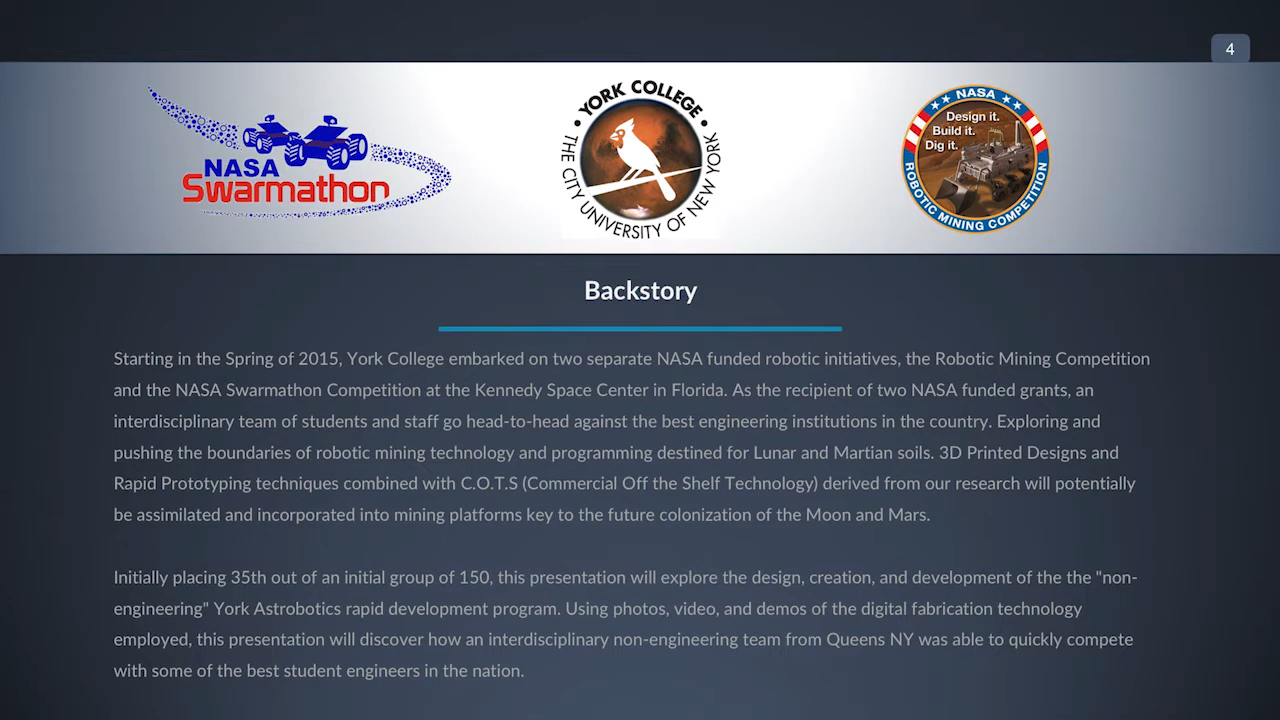 4
NASA
Swarmathon
YORK COLLEGE
THE CITY UNIVERSITY OF NEW YORK
NASA
Design it.
Build it.
Dig it.
ROBOTIC MINING COMPETITION
Backstory
Starting in the Spring of 2015, York College embarked on two separate NASA funded robotic initiatives, the Robotic Mining Competition
and the NASA Swarmathon Competition at the Kennedy Space Center in Florida. As the recipient of two NASA funded grants, an
interdisciplinary team of students and staff go head-to-head against the best engineering institutions in the country. Exploring and
pushing the boundaries of robotic mining technology and programming destined for Lunar and Martian soils. 3D Printed Designs and
Rapid Prototyping techniques combined with C.O.T.S (Commercial Off the Shelf Technology) derived from our research will potentially
be assimilated and incorporated into mining platforms key to the future colonization of the Moon and Mars.
Initially placing 35th out of an initial group of 150, this presentation will explore the design, creation, and development of the the "non-
engineering" York Astrobotics rapid development program. Using photos, video, and demos of the digital fabrication technology
employed, this presentation will discover how an interdisciplinary non-engineering team from Queens NY was able to quickly compete
with some of the best student engineers in the nation.